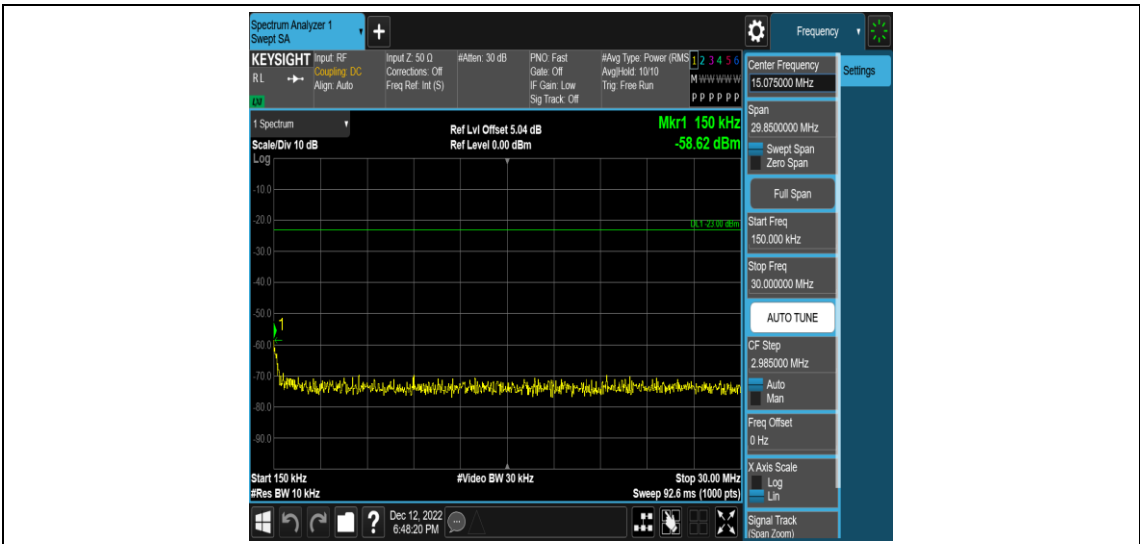 Spectrum Analyzer 1
Swept SA
+
Frequency
KEYSIGHT
RL
LXI
Input: RF
Coupling: DC
Align: Auto
Input Z: 50 Ω
Corrections: Off
Freq Ref: Int (S)
#Atten: 30 dB
PNO: Fast
Gate: Off
IF Gain: Low
Sig Track: Off
#Avg Type: Power (RMS
Avg|Hold: 10/10
Trig: Free Run
1 2 3 4 5 6
M W W W W W
P P P P P P
Center Frequency
15.075000 MHz
Settings
Span
29.8500000 MHz
Swept Span
Zero Span
Full Span
Start Freq
150.000 kHz
Stop Freq
30.000000 MHz
AUTO TUNE
CF Step
2.985000 MHz
Auto
Man
Freq Offset
0 Hz
X Axis Scale
Log
Lin
Signal Track
(Span Zoom)
1 Spectrum
Scale/Div 10 dB
Log
Ref Lvl Offset 5.04 dB
Ref Level 0.00 dBm
Mkr1 150 kHz
-58.62 dBm
-10.0
-20.0
DL1 -23.00 dBm
-30.0
-40.0
-50.0
1
-60.0
-70.0
-80.0
-90.0
Start 150 kHz
#Video BW 30 kHz
Stop 30.00 MHz
#Res BW 10 kHz
Sweep 92.6 ms (1000 pts)
?
Dec 12, 2022
6:48:20 PM